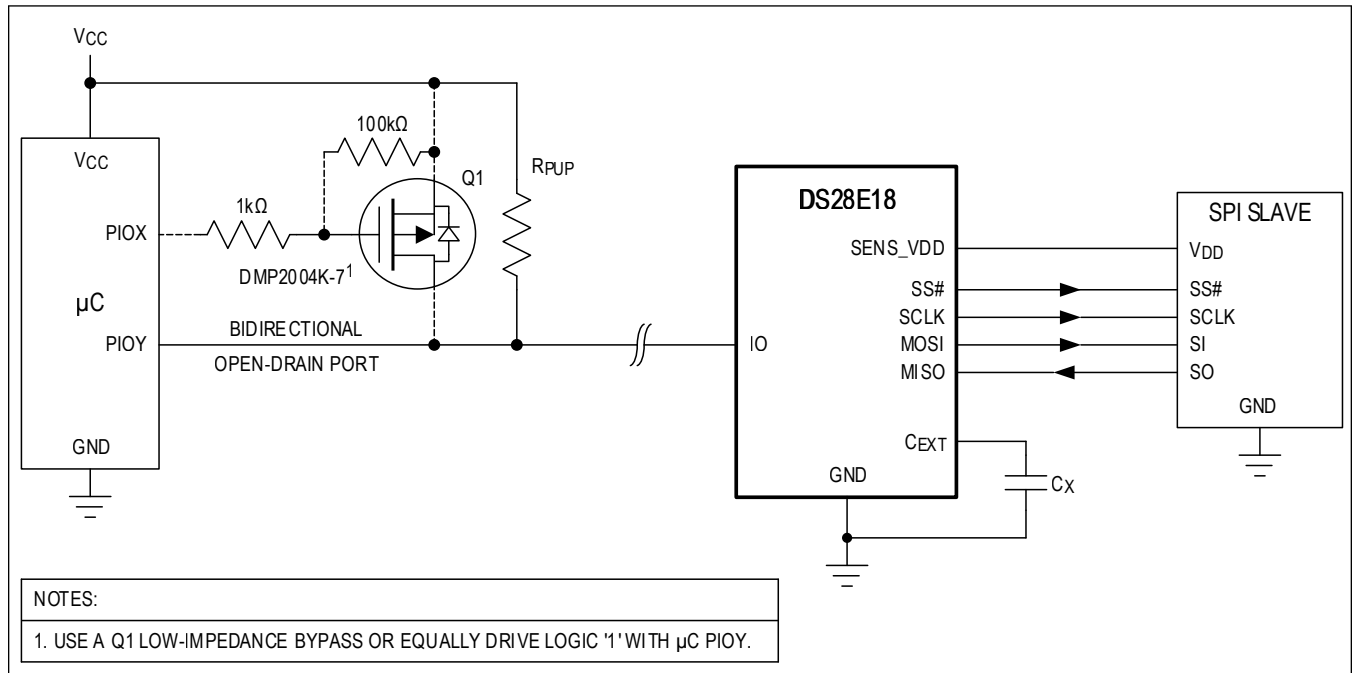 VCC
VCC
PIOX
µC
PIOY
GND
1kΩ
100kΩ
Q1
DMP2004K-7¹
RPUP
BIDIRECTIONAL
OPEN-DRAIN PORT
DS28E18
IO
SENS_VDD
SS#
SCLK
MOSI
MISO
CEXT
GND
CX
SPI SLAVE
VDD
SS#
SCLK
SI
SO
GND
NOTES:
1. USE A Q1 LOW-IMPEDANCE BYPASS OR EQUALLY DRIVE LOGIC '1' WITH µC PIOY.